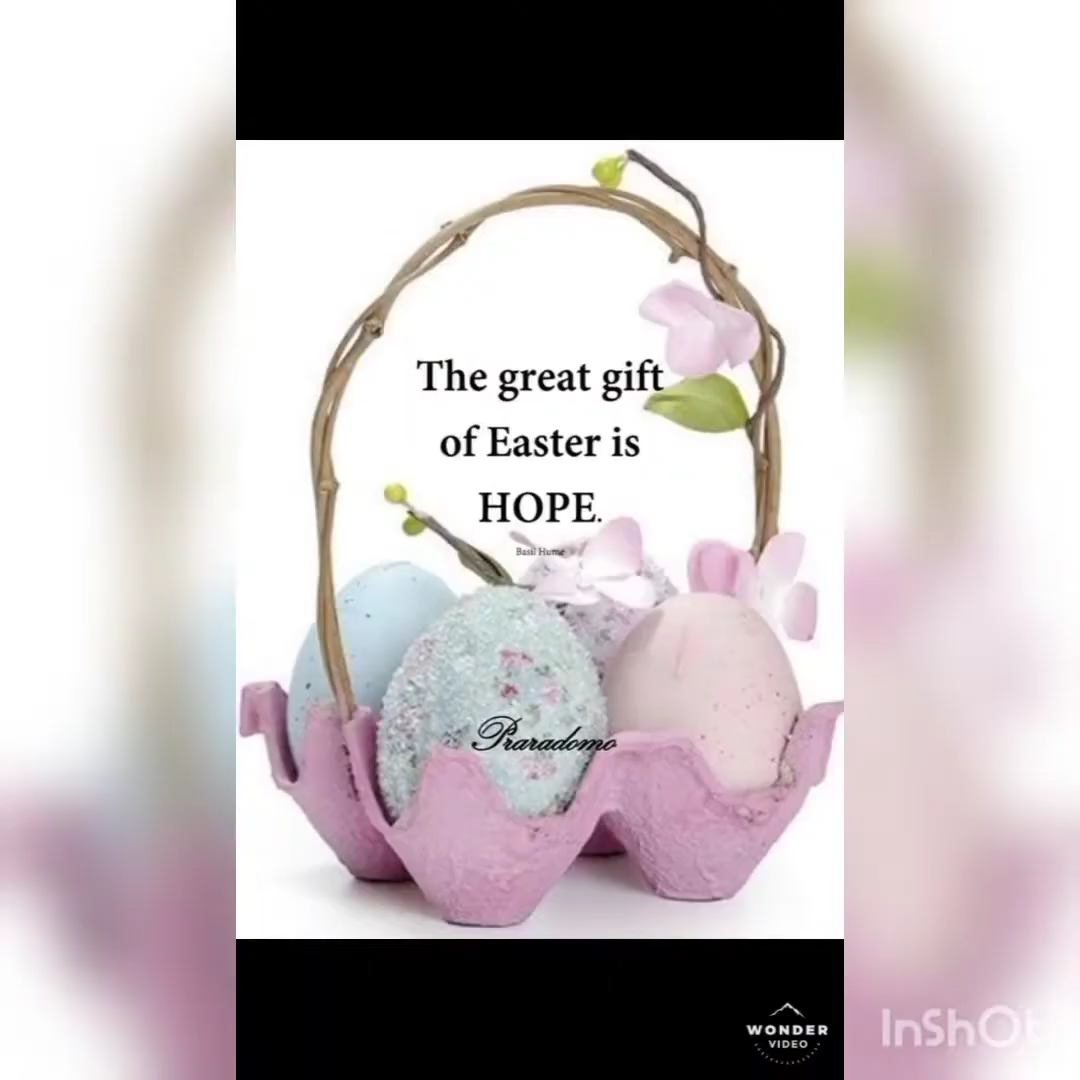 The great gift
of Easter is
HOPE.
Basil Hume
Praradomo
WONDER
VIDEO
InShOt